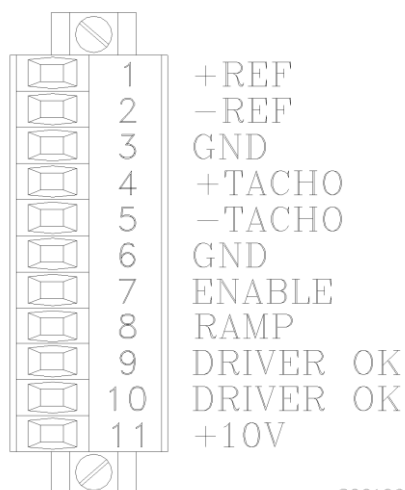 1 +REF
2 −REF
3 GND
4 +TACHO
5 −TACHO
6 GND
7 ENABLE
8 RAMP
9 DRIVER OK
10 DRIVER OK
11 +10V